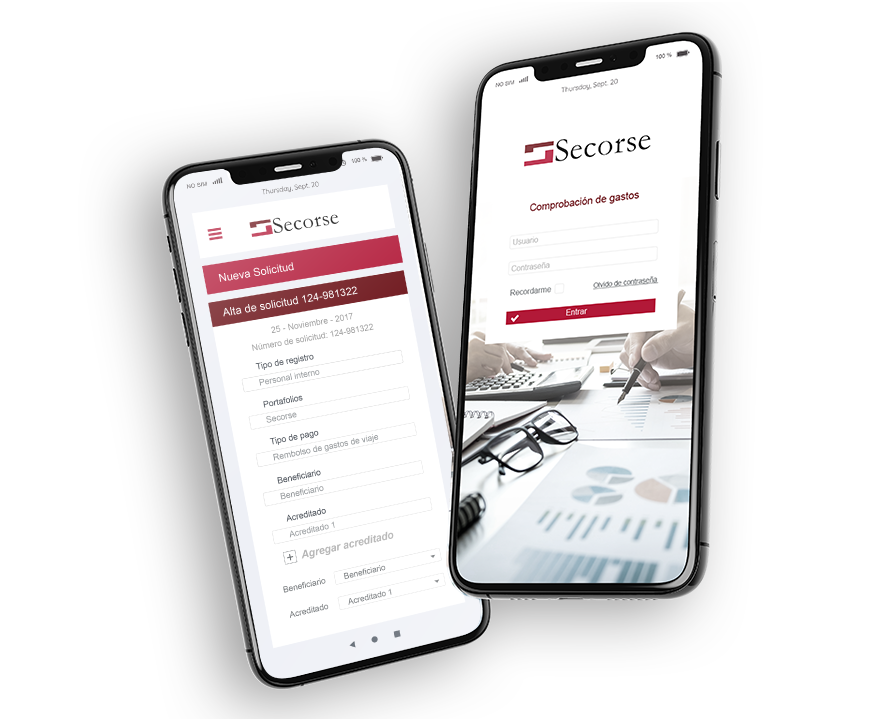 NO SIM
100 %
Thursday, Sept. 20
Secorse
Nueva Solicitud
Alta de solicitud 124-981322
25 - Noviembre - 2017
Número de solicitud: 124-981322
Tipo de registro
Personal interno
Portafolios
Secorse
Tipo de pago
Rembolso de gastos de viaje
Beneficiario
Beneficiario
Acreditado
Acreditado 1
Agregar acreditado
Beneficiario Beneficiario
Acreditado Acreditado 1
NO SIM
100 %
Thursday, Sept. 20
Secorse
Comprobación de gastos
Usuario
Contraseña
Recordarme Olvido de contraseña
Entrar